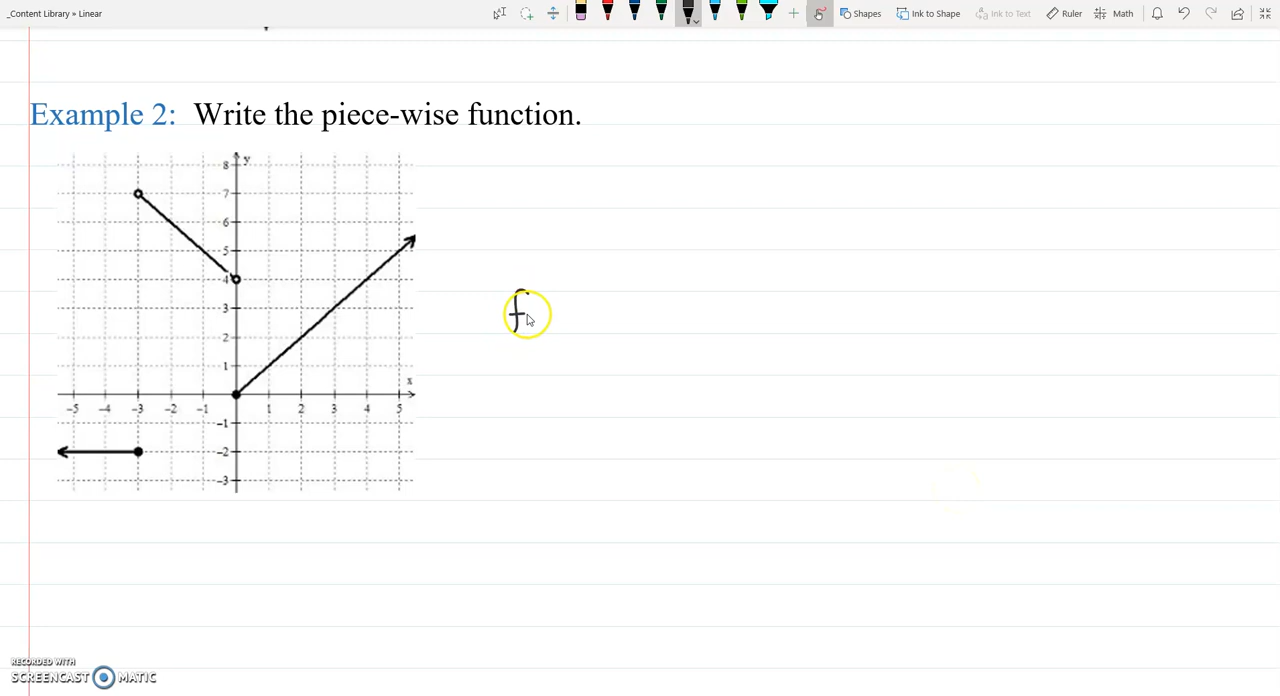 _Content Library » Linear
Shapes
Ink to Shape
Ink to Text
Ruler
Math
Example 2: Write the piece-wise function.
y
8
7
6
5
4
3
2
1
x
-5 -4 -3 -2 -1 1 2 3 4 5
-1
-2
-3
f
RECORDED WITH
SCREENCAST MATIC